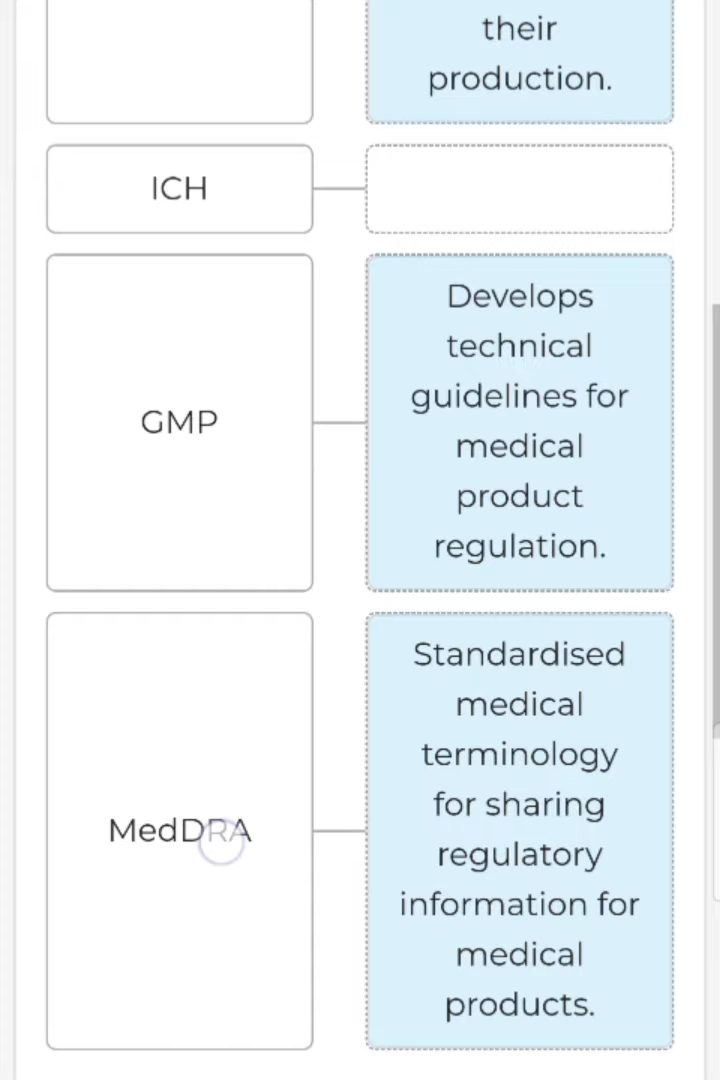 their
production.
ICH
Develops
technical
guidelines for
medical
product
regulation.
GMP
Standardised
medical
terminology
for sharing
regulatory
information for
medical
products.
MedDRA